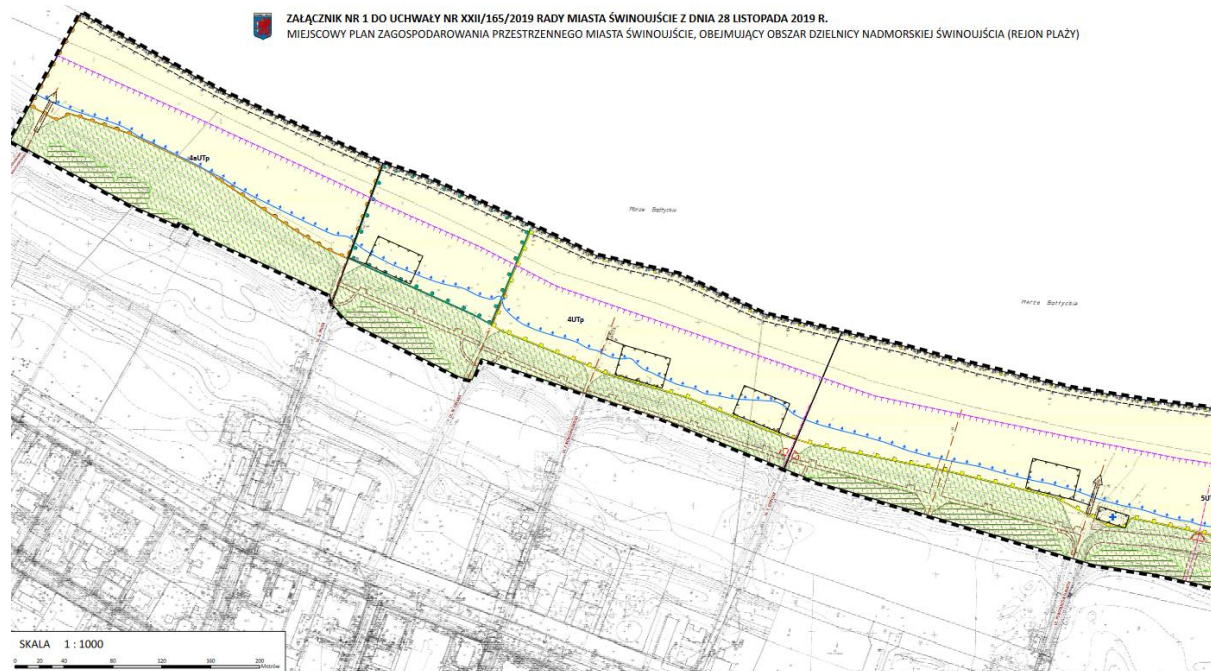 ZAŁĄCZNIK NR 1 DO UCHWAŁY NR XXII/165/2019 RADY MIASTA ŚWINOUJŚCIE Z DNIA 28 LISTOPADA 2019 R.
MIEJSCOWY PLAN ZAGOSPODAROWANIA PRZESTRZENNEGO MIASTA ŚWINOUJŚCIE, OBEJMUJĄCY OBSZAR DZIELNICY NADMORSKIEJ ŚWINOUJŚCIA (REJON PLAŻY)
4aUTp
Morze Bałtyckie
Morze Bałtyckie
4UTp
5UT
SKALA 1 : 1000
0 20 40 80 120 160 200
Metrów